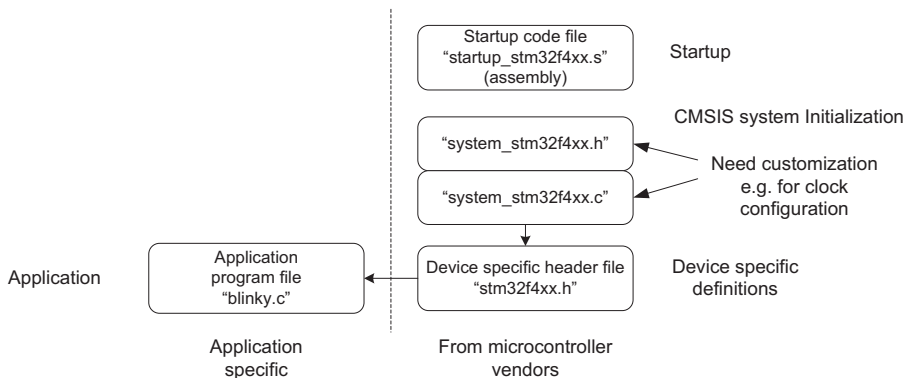 Startup code file
“startup_stm32f4xx.s”
(assembly)
Startup
CMSIS system Initialization
“system_stm32f4xx.h”
Need customization
e.g. for clock
configuration
“system_stm32f4xx.c”
Application
Application
program file
“blinky.c”
Device specific header file
“stm32f4xx.h”
Device specific
definitions
Application
specific
From microcontroller
vendors